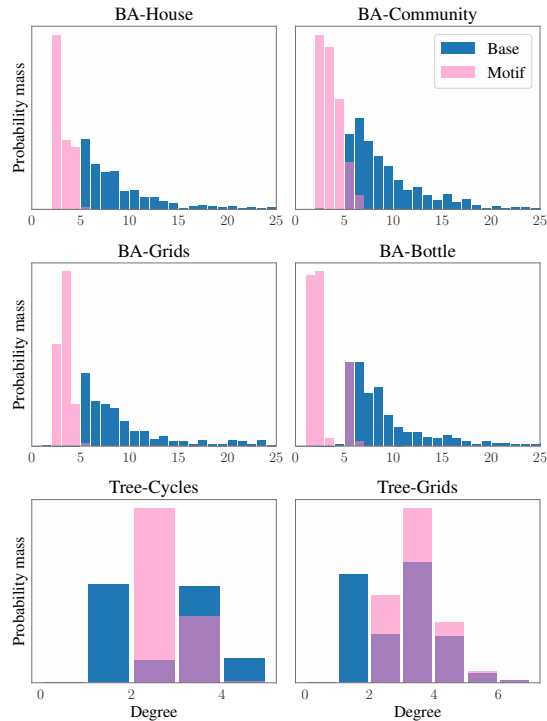 BA-House
BA-Community
Probability mass
Base
Motif
0 5 10 15 20 25
0 5 10 15 20 25
BA-Grids
BA-Bottle
Probability mass
0 5 10 15 20 25
0 5 10 15 20 25
Tree-Cycles
Tree-Grids
Probability mass
0 2 4
0 2 4 6
Degree
Degree